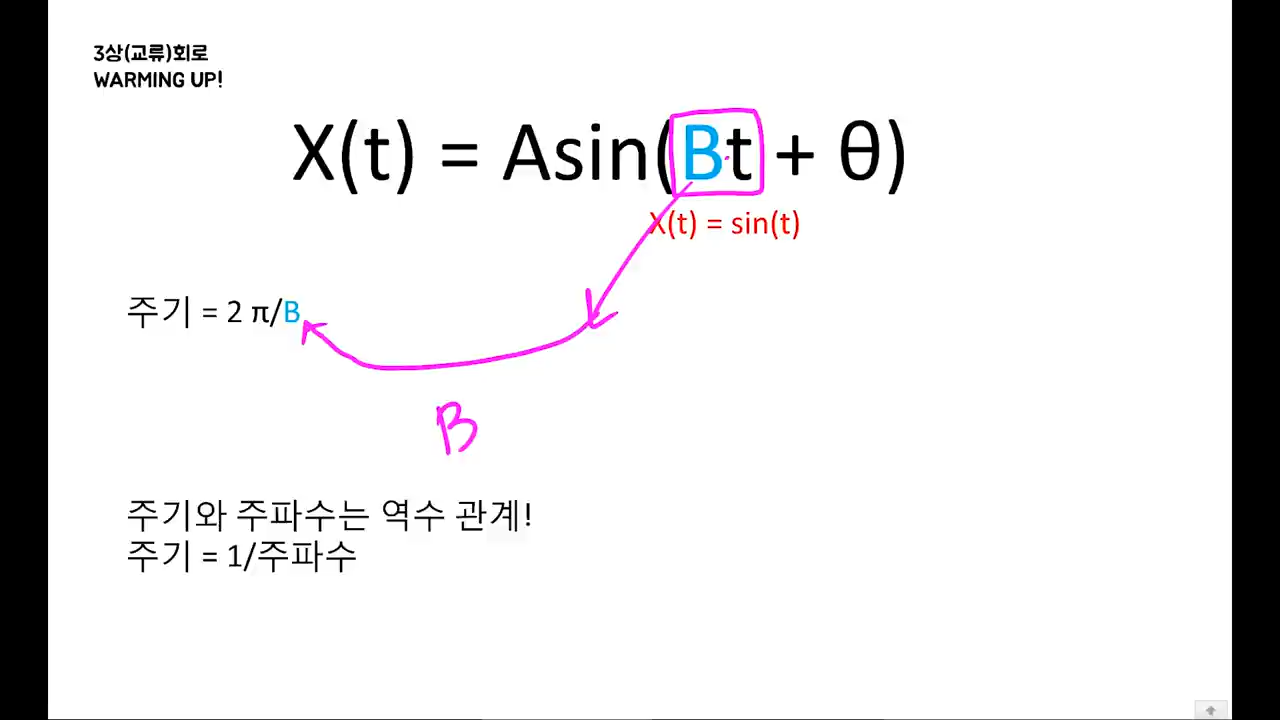 3상(교류)회로
WARMING UP!
X(t) = Asin(Bt + θ)
X(t) = sin(t)
주기 = 2 π/B
B
주기와 주파수는 역수 관계!
주기 = 1/주파수